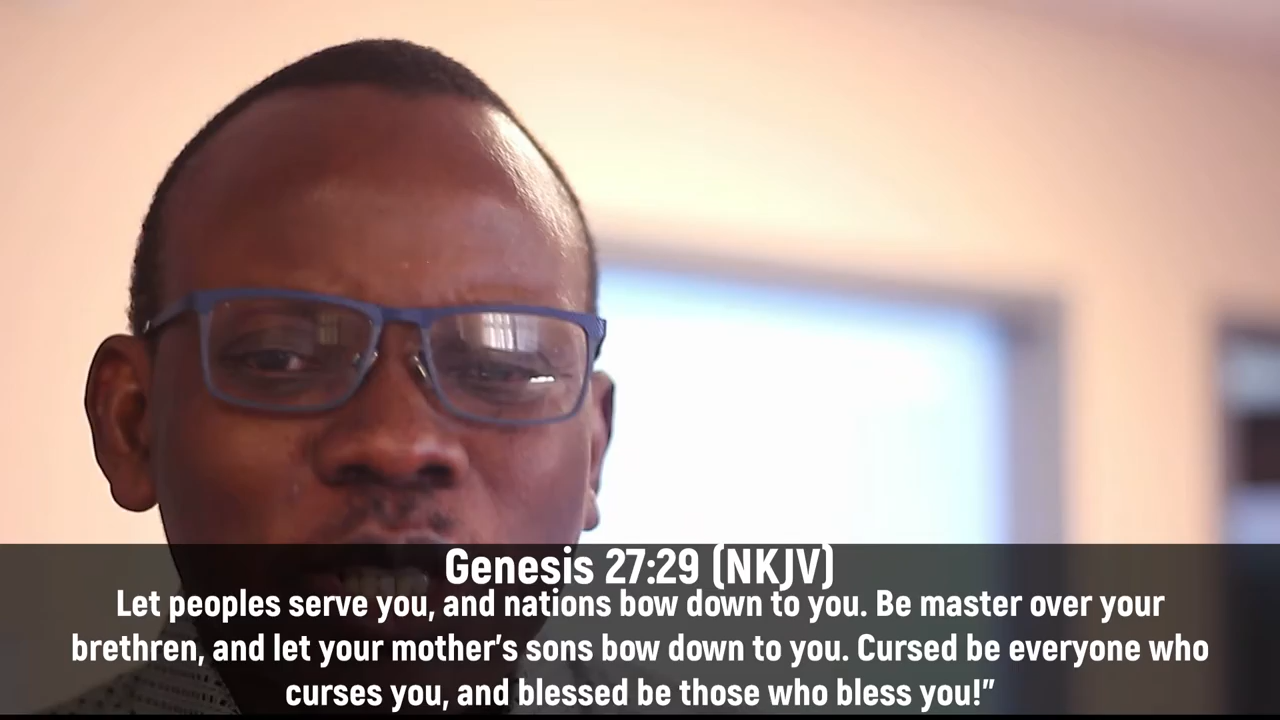 Genesis 27:29 (NKJV)
Let peoples serve you, and nations bow down to you. Be master over your
brethren, and let your mother’s sons bow down to you. Cursed be everyone who
curses you, and blessed be those who bless you!”